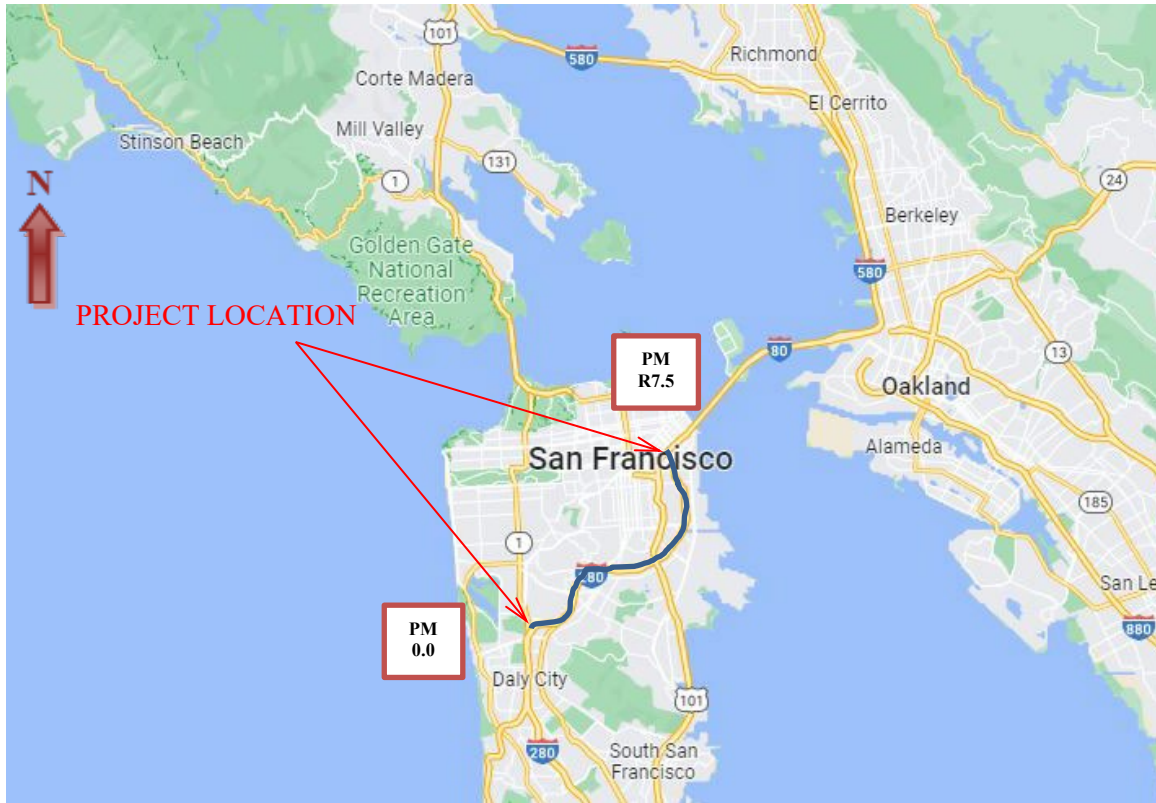 101
580
Richmond
Corte Madera
El Cerrito
Mill Valley
Stinson Beach
131
1
24
N
Berkeley
Golden Gate
National
Recreation
Area
580
PROJECT LOCATION
80
13
PM
R7.5
Oakland
Alameda
San Francisco
185
1
280
San Le
PM
0.0
880
Daly City
101
280
South San
Francisco